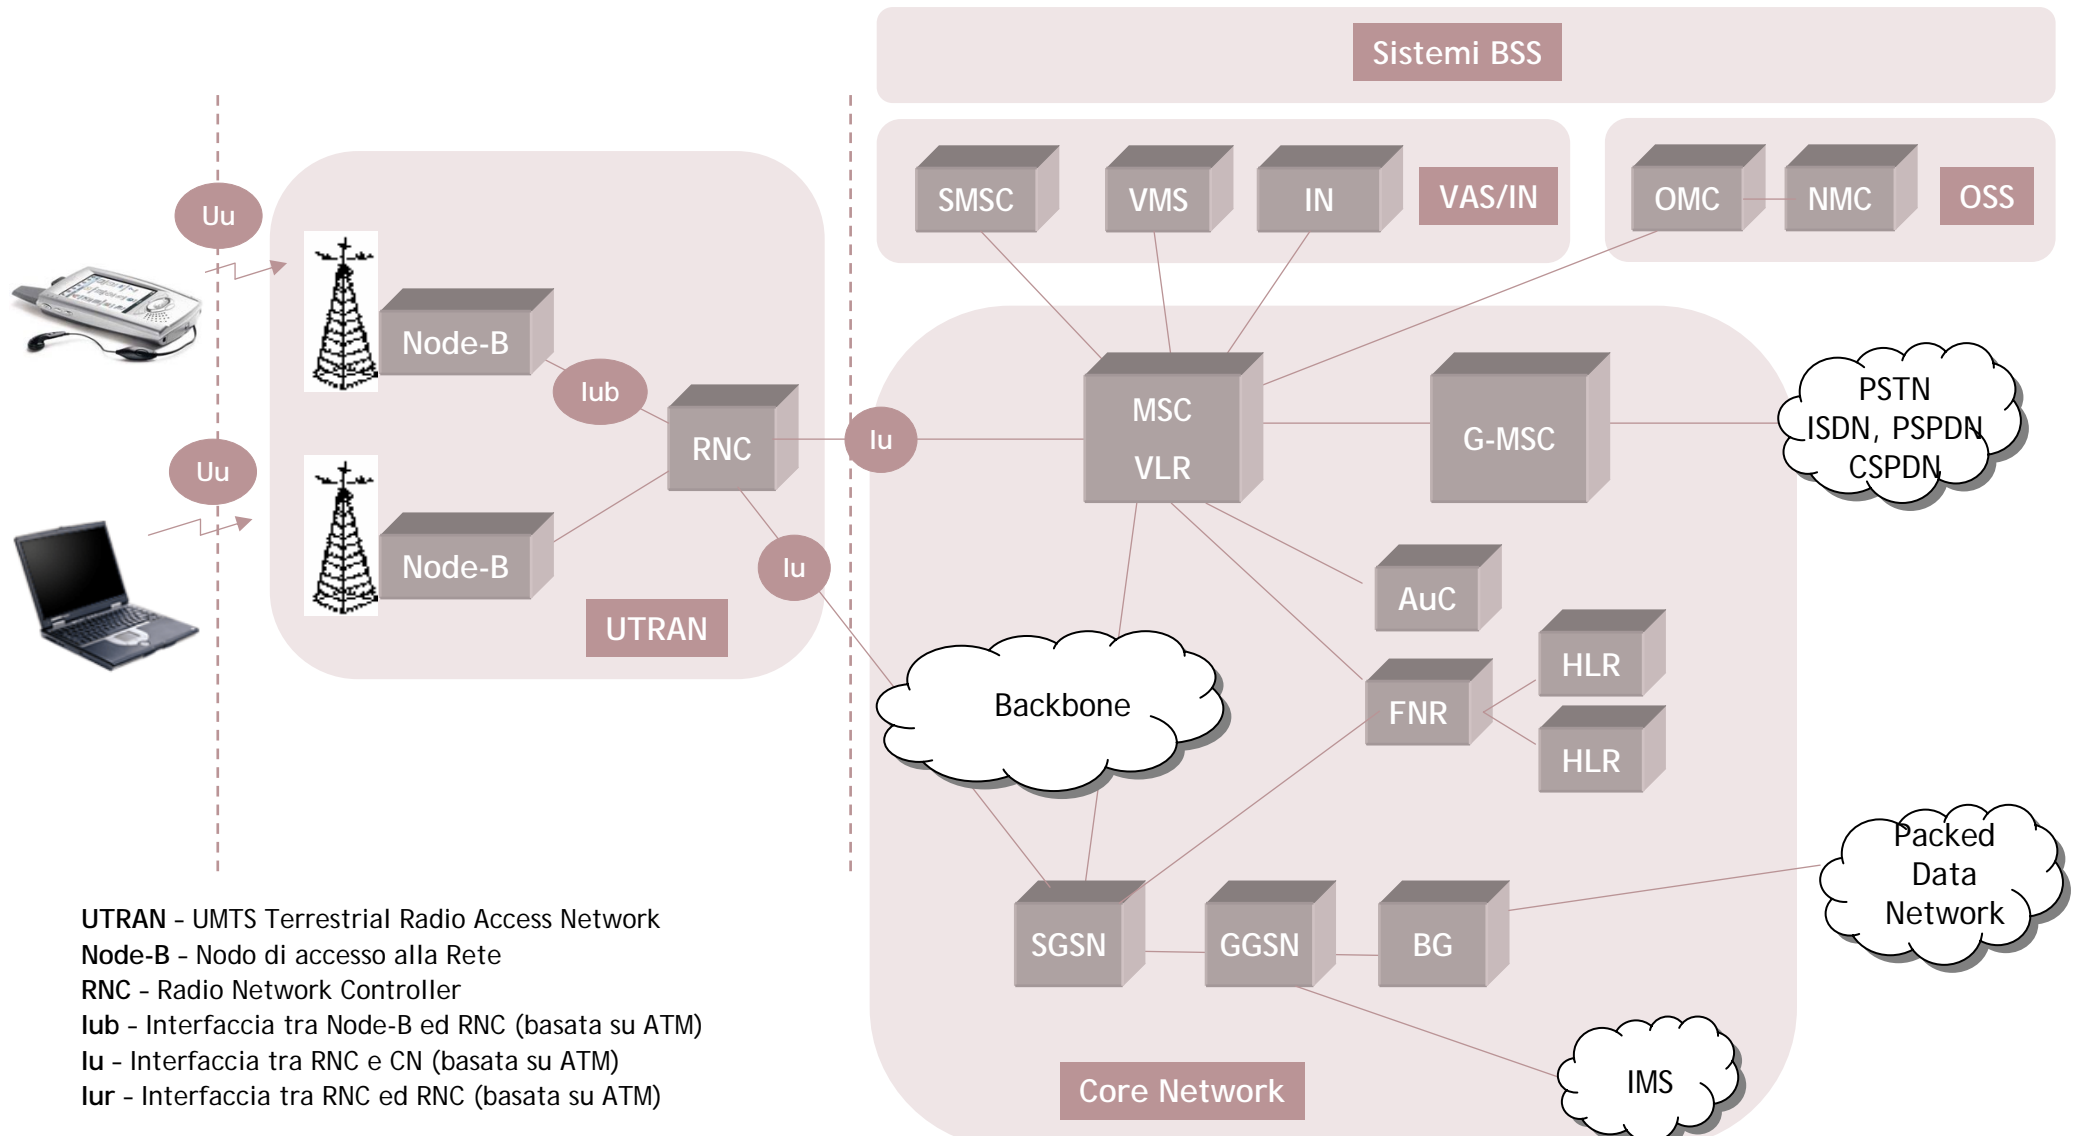 Sistemi BSS
SMSC
VMS
IN
VAS/IN
OMC
NMC
OSS
Uu
Node-B
Iub
RNC
Iu
MSC
VLR
G-MSC
PSTN
ISDN, PSPDN
CSPDN
Uu
Node-B
Iu
UTRAN
AuC
HLR
FNR
HLR
Backbone
Packed
Data
Network
SGSN
GGSN
BG
IMS
Core Network
UTRAN – UMTS Terrestrial Radio Access Network
Node-B – Nodo di accesso alla Rete
RNC – Radio Network Controller
Iub – Interfaccia tra Node-B ed RNC (basata su ATM)
Iu – Interfaccia tra RNC e CN (basata su ATM)
Iur – Interfaccia tra RNC ed RNC (basata su ATM)